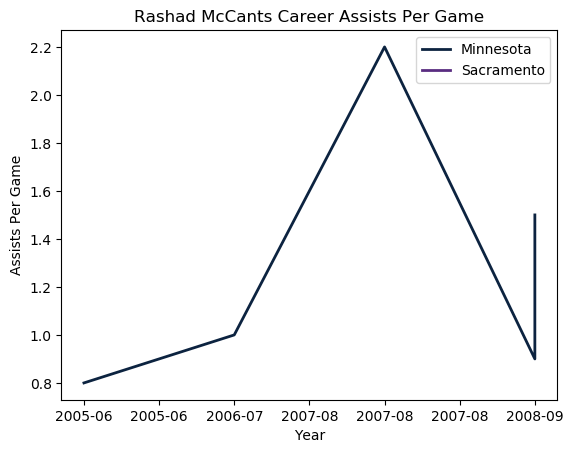 Rashad McCants Career Assists Per Game
Minnesota
Sacramento
2.2
2.0
1.8
1.6
1.4
1.2
1.0
0.8
Assists Per Game
2005-06 2005-06 2006-07 2007-08 2007-08 2007-08 2008-09
Year